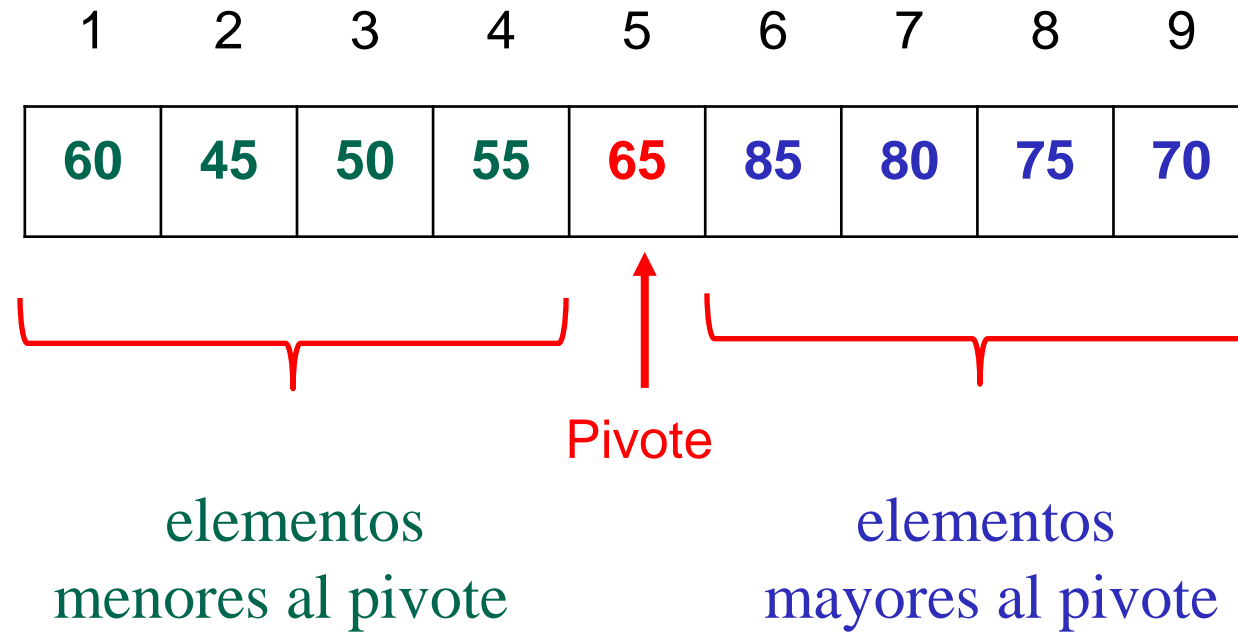 1 2 3 4 5 6 7 8 9
60 45 50 55 65 85 80 75 70
Pivote
elementos
menores al pivote
elementos
mayores al pivote